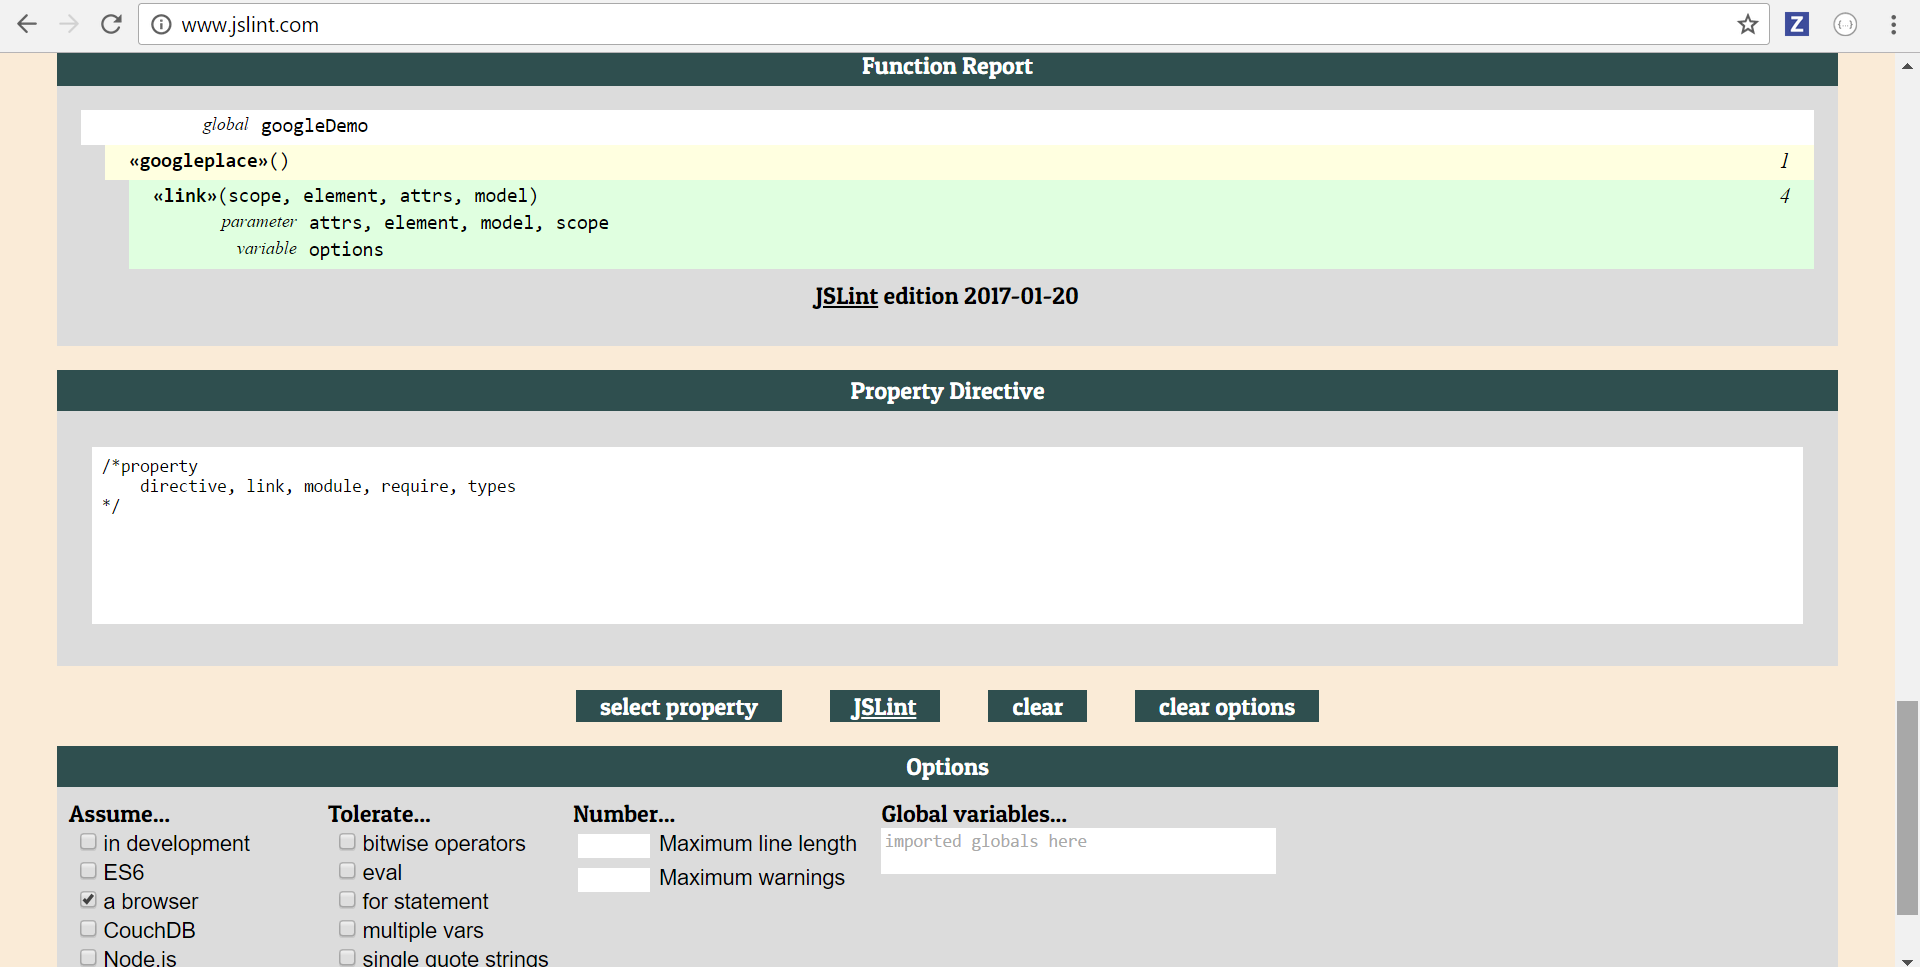 www.jslint.com
Z
{...}
Function Report
global googleDemo
«googleplace»() 1
«link»(scope, element, attrs, model) 4
parameter attrs, element, model, scope
variable options
JSLint edition 2017-01-20
Property Directive
/*property
directive, link, module, require, types
*/
select property JSLint clear clear options
Options
Assume... Tolerate... Number... Global variables...
in development bitwise operators Maximum line length imported globals here
ES6 eval Maximum warnings
a browser for statement
CouchDB multiple vars
Node.js single quote strings